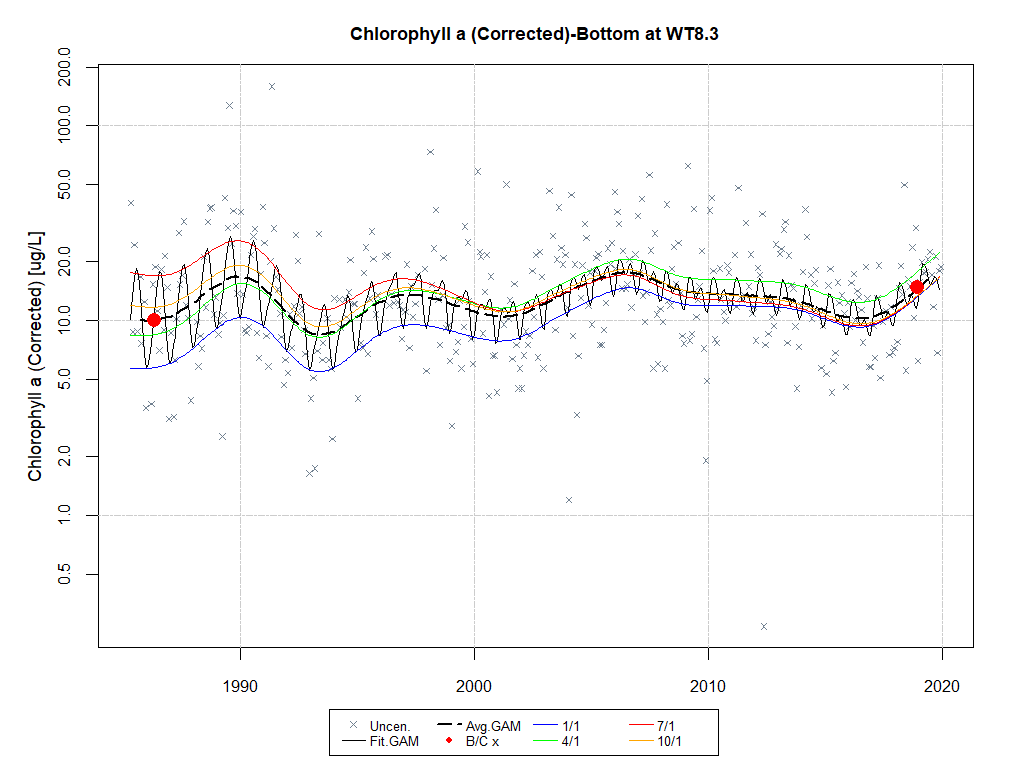 Chlorophyll a (Corrected)-Bottom at WT8.3
Chlorophyll a (Corrected) [ug/L]
200.0
100.0
50.0
20.0
10.0
5.0
2.0
1.0
0.5
1990 2000 2010 2020
Uncen. Avg.GAM 1/1 7/1
Fit.GAM B/C x 4/1 10/1